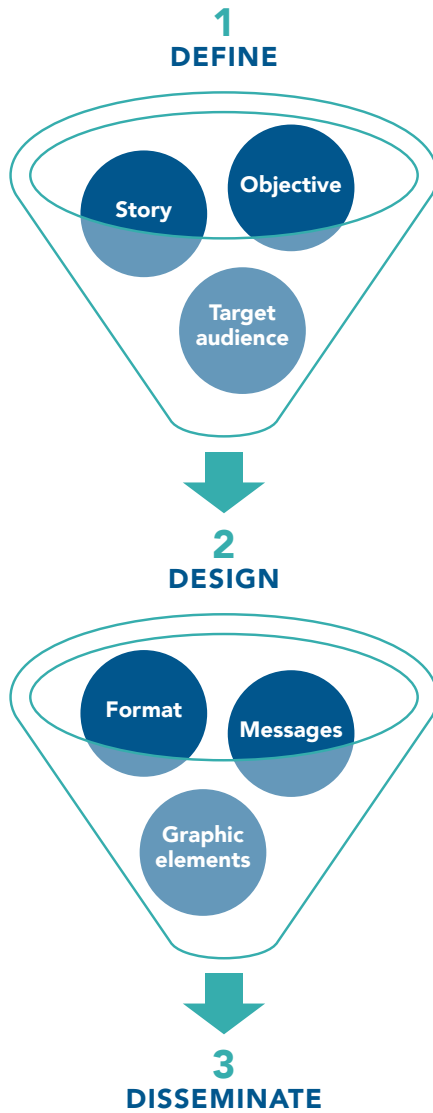 1
DEFINE
Story
Objective
Target
audience
2
DESIGN
Format
Messages
Graphic
elements
3
DISSEMINATE